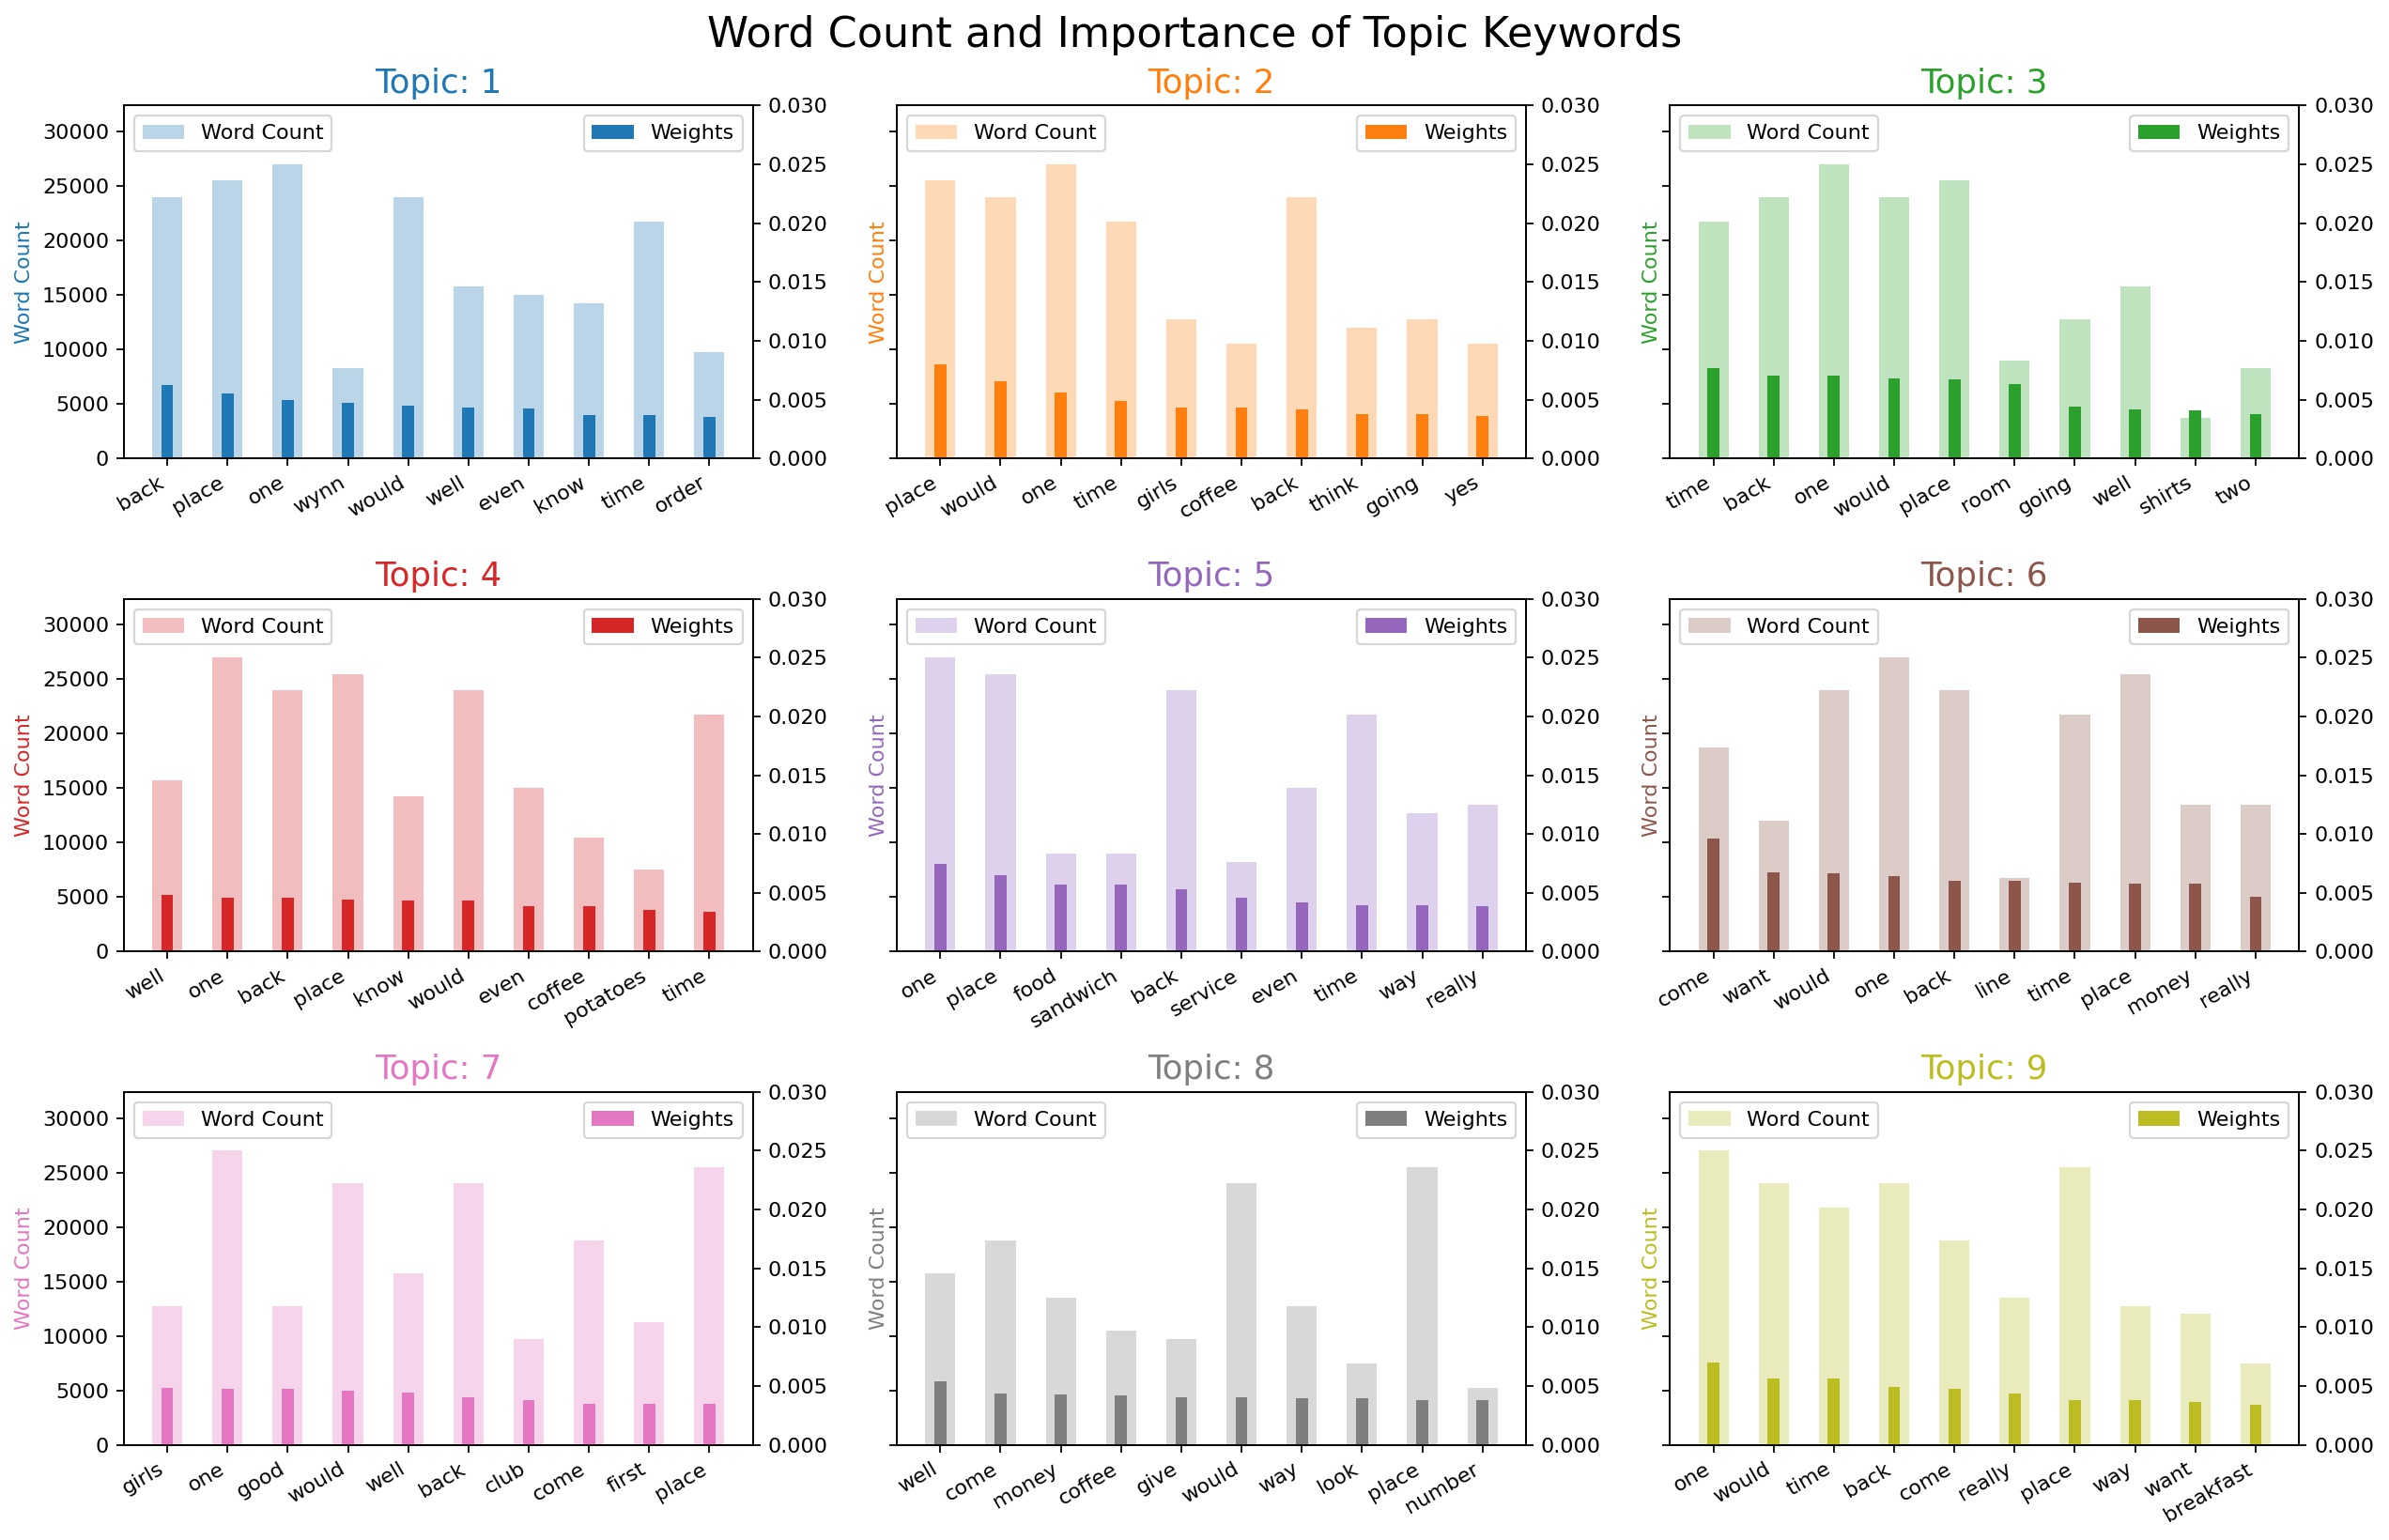 Word Count and Importance of Topic Keywords
Topic: 1
Word Count
Weights
Word Count
30000
25000
20000
15000
10000
5000
0
0.030
0.025
0.020
0.015
0.010
0.005
0.000
back place one wynn would well even know time order
Topic: 2
Word Count
Weights
Word Count
0.030
0.025
0.020
0.015
0.010
0.005
0.000
place would one time girls coffee back think going yes
Topic: 3
Word Count
Weights
Word Count
0.030
0.025
0.020
0.015
0.010
0.005
0.000
time back one would place room going well shirts two
Topic: 4
Word Count
Weights
Word Count
30000
25000
20000
15000
10000
5000
0
0.030
0.025
0.020
0.015
0.010
0.005
0.000
well one back place know would even coffee potatoes time
Topic: 5
Word Count
Weights
Word Count
0.030
0.025
0.020
0.015
0.010
0.005
0.000
one place food sandwich back service even time way really
Topic: 6
Word Count
Weights
Word Count
0.030
0.025
0.020
0.015
0.010
0.005
0.000
come want would one back line time place money really
Topic: 7
Word Count
Weights
Word Count
30000
25000
20000
15000
10000
5000
0
0.030
0.025
0.020
0.015
0.010
0.005
0.000
girls one good would well back club come first place
Topic: 8
Word Count
Weights
Word Count
0.030
0.025
0.020
0.015
0.010
0.005
0.000
well come money coffee give would way look place number
Topic: 9
Word Count
Weights
Word Count
0.030
0.025
0.020
0.015
0.010
0.005
0.000
one would time back come really place way want breakfast